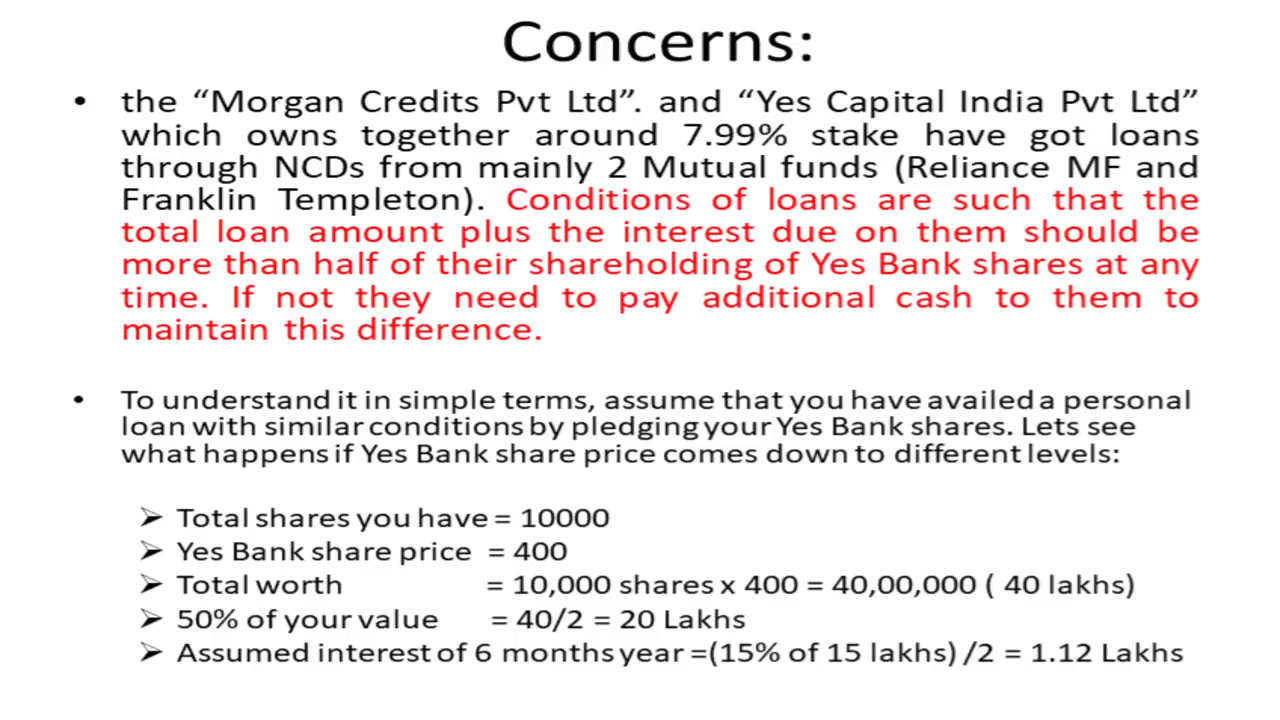 Concerns:
• the “Morgan Credits Pvt Ltd”. and “Yes Capital India Pvt Ltd”
which owns together around 7.99% stake have got loans
through NCDs from mainly 2 Mutual funds (Reliance MF and
Franklin Templeton). Conditions of loans are such that the
total loan amount plus the interest due on them should be
more than half of their shareholding of Yes Bank shares at any
time. If not they need to pay additional cash to them to
maintain this difference.
• To understand it in simple terms, assume that you have availed a personal
loan with similar conditions by pledging your Yes Bank shares. Lets see
what happens if Yes Bank share price comes down to different levels:
➢ Total shares you have = 10000
➢ Yes Bank share price = 400
➢ Total worth = 10,000 shares x 400 = 40,00,000 ( 40 lakhs)
➢ 50% of your value = 40/2 = 20 Lakhs
➢ Assumed interest of 6 months year =(15% of 15 lakhs) /2 = 1.12 Lakhs